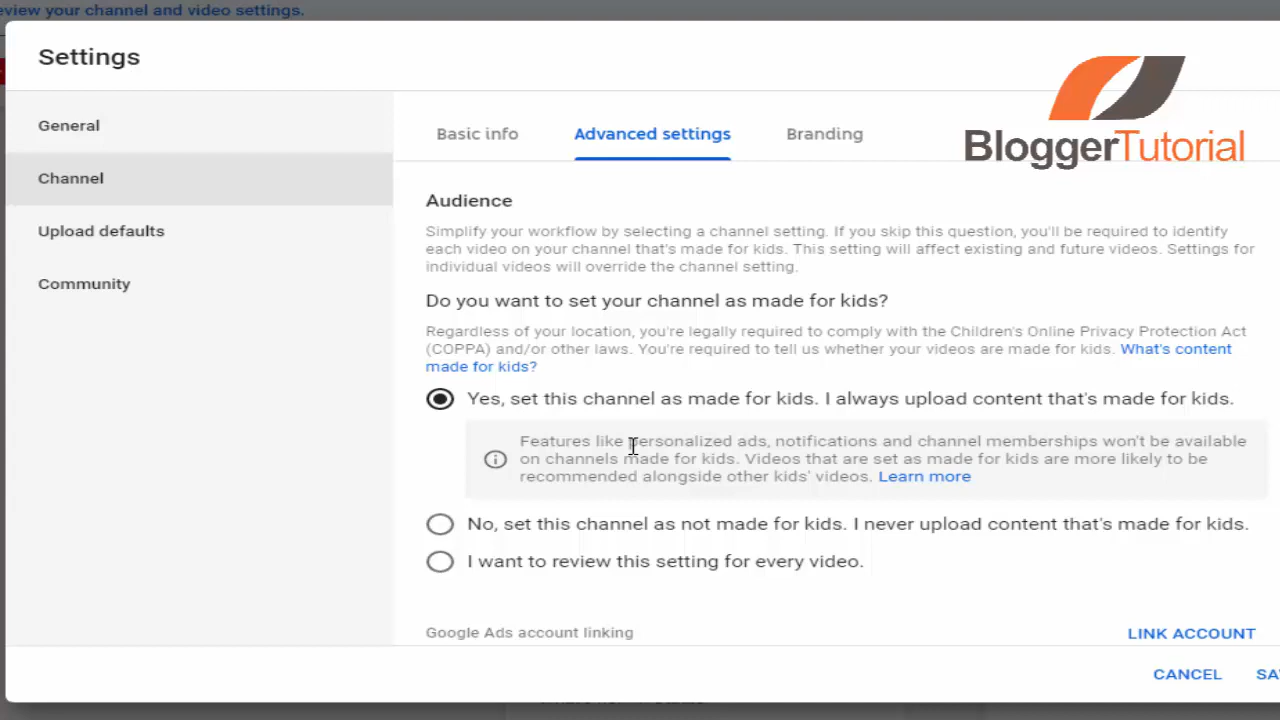 eview your channel and video settings.
Settings
BloggerTutorial
General
Channel
Upload defaults
Community
Basic info
Advanced settings
Branding
Audience
Simplify your workflow by selecting a channel setting. If you skip this question, you'll be required to identify
each video on your channel that's made for kids. This setting will affect existing and future videos. Settings for
individual videos will override the channel setting.
Do you want to set your channel as made for kids?
Regardless of your location, you're legally required to comply with the Children's Online Privacy Protection Act
(COPPA) and/or other laws. You're required to tell us whether your videos are made for kids. What's content
made for kids?
Yes, set this channel as made for kids. I always upload content that's made for kids.
Features like personalized ads, notifications and channel memberships won't be available
on channels made for kids. Videos that are set as made for kids are more likely to be
recommended alongside other kids' videos. Learn more
No, set this channel as not made for kids. I never upload content that's made for kids.
I want to review this setting for every video.
Google Ads account linking
LINK ACCOUNT
CANCEL
SA